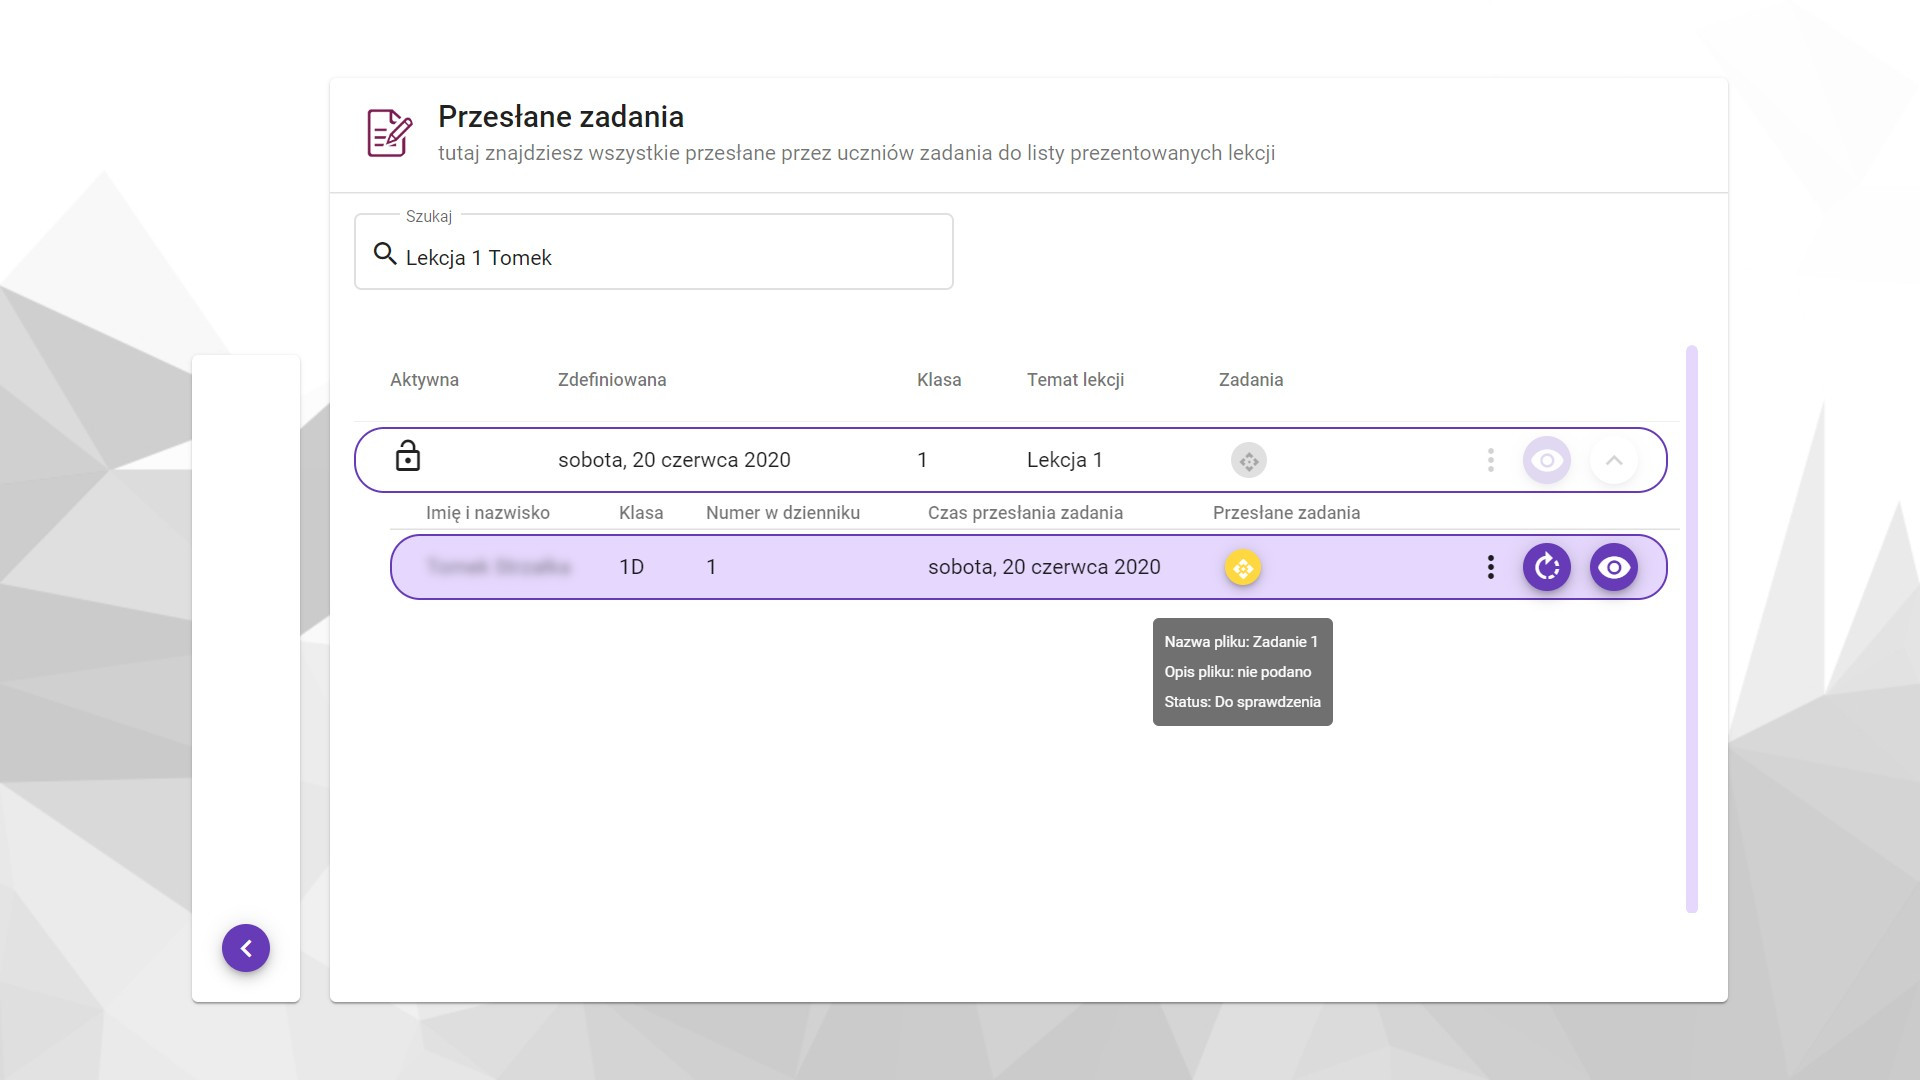 Przesłane zadania
tutaj znajdziesz wszystkie przesłane przez uczniów zadania do listy prezentowanych lekcji
Szukaj
Lekcja 1 Tomek
Aktywna Zdefiniowana Klasa Temat lekcji Zadania
sobota, 20 czerwca 2020 1 Lekcja 1
Imię i nazwisko Klasa Numer w dzienniku Czas przesłania zadania Przesłane zadania
1D 1 sobota, 20 czerwca 2020
Nazwa pliku: Zadanie 1
Opis pliku: nie podano
Status: Do sprawdzenia